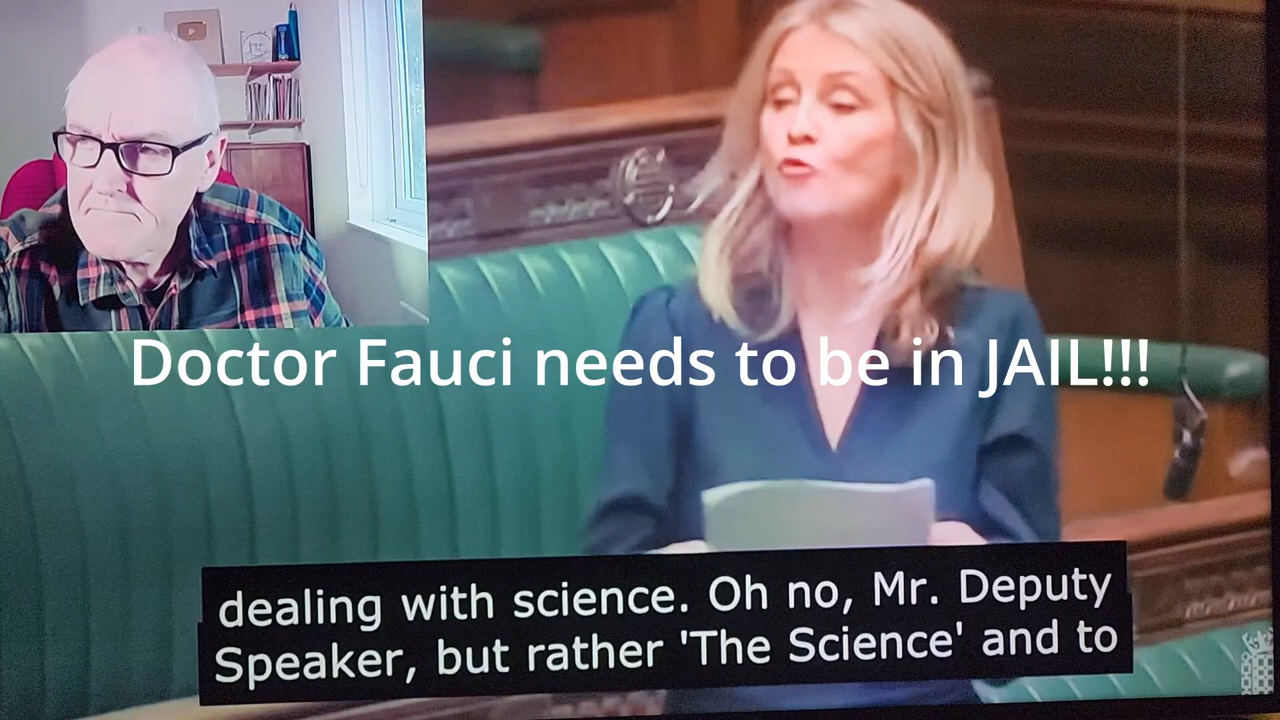 Doctor Fauci needs to be in JAIL!!!
dealing with science. Oh no, Mr. Deputy
Speaker, but rather 'The Science' and to